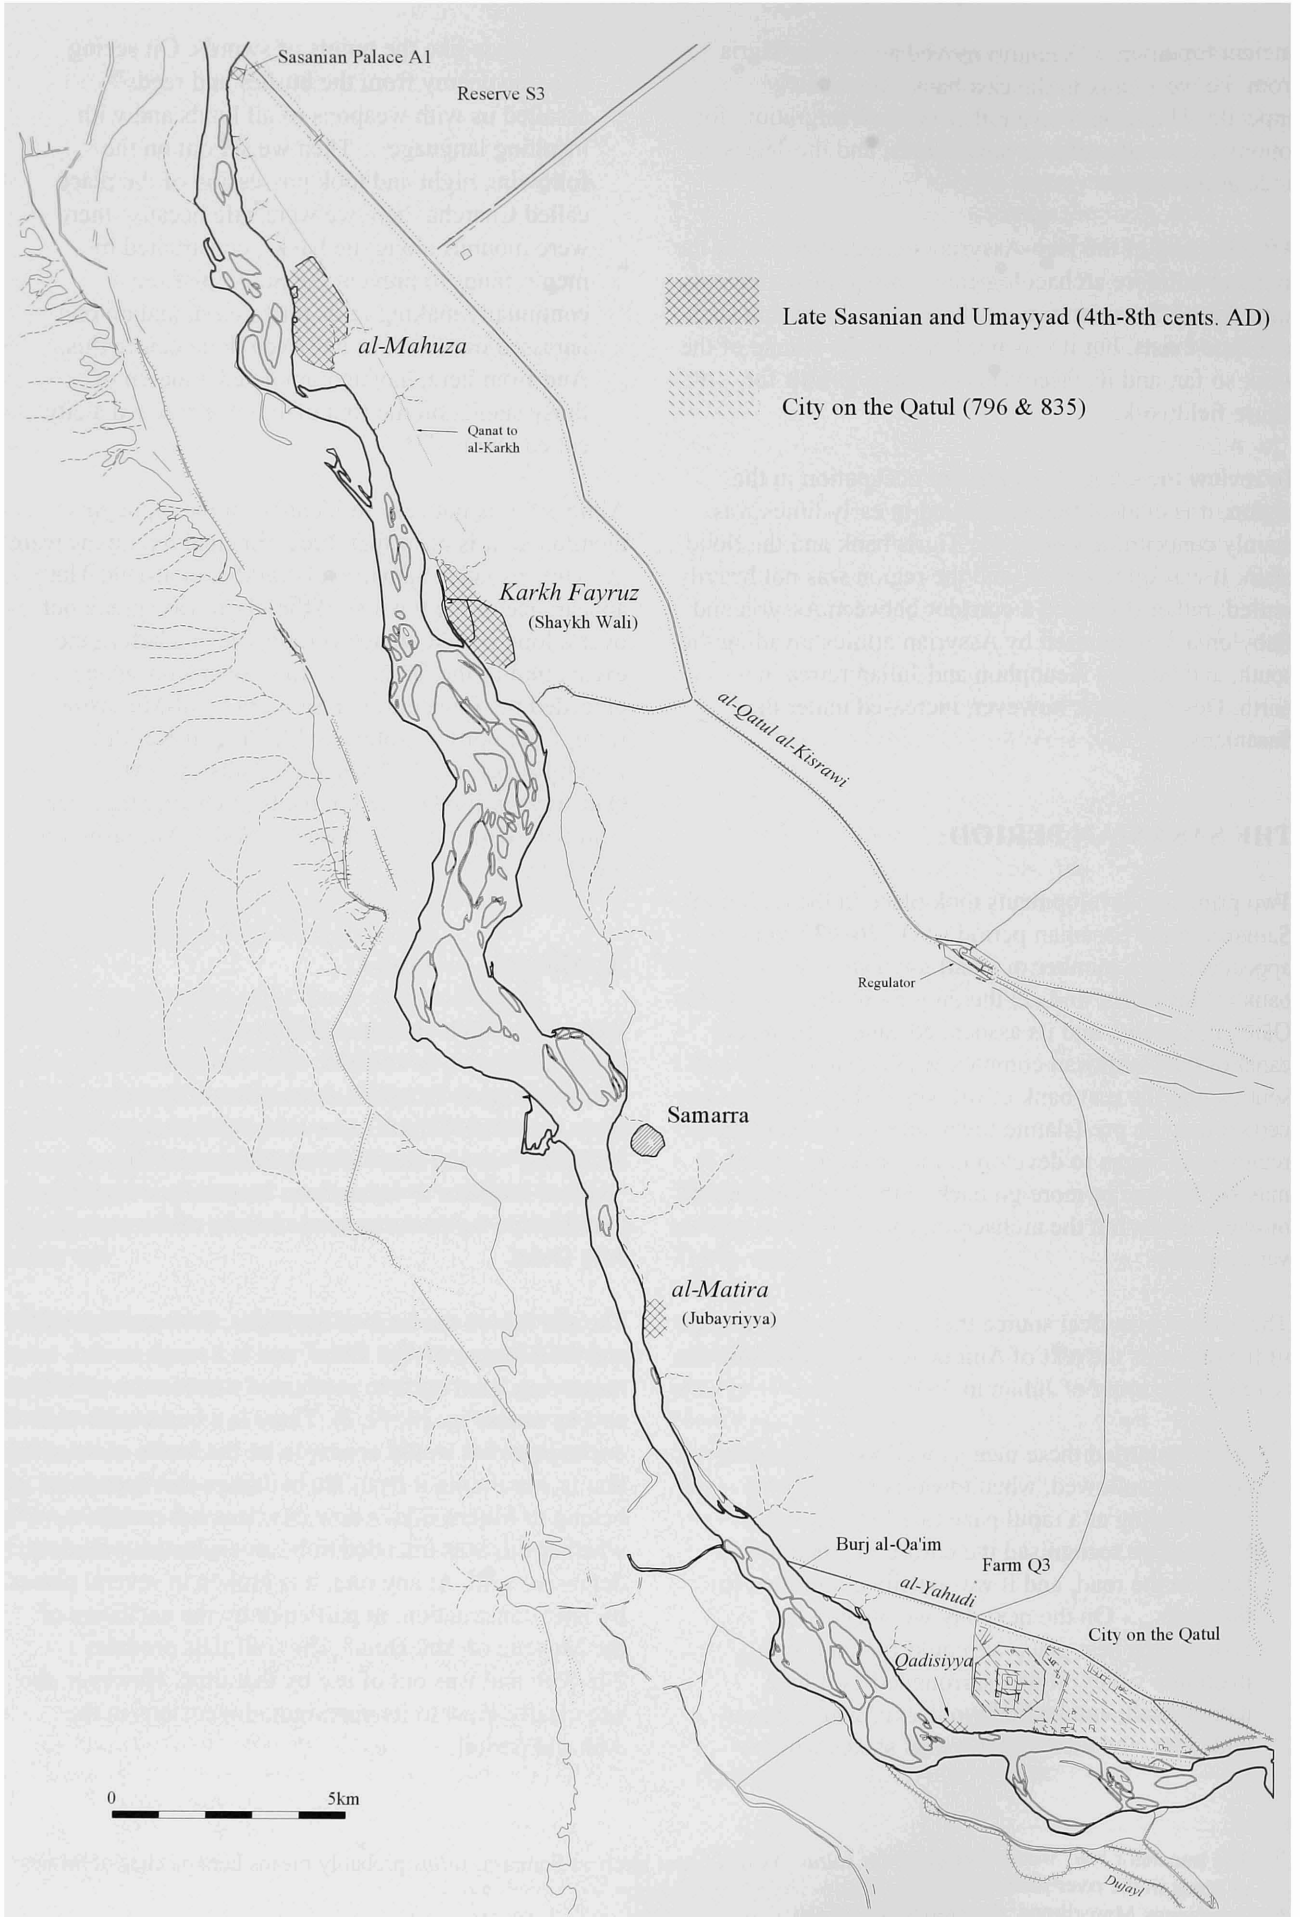 Sasanian Palace A1
Reserve S3
Late Sasanian and Umayyad (4th-8th cents. AD)
al-Mahuza
City on the Qatul (796 & 835)
Qanat to
al-Karkh
Karkh Fayruz
(Shaykh Wali)
al-Qatul al-Kisrawi
Regulator
Samarra
al-Matira
(Jubayriyya)
Burj al-Qa'im
Farm Q3
al-Yahudi
City on the Qatul
Qadisiyya
0 5km
Dujayl